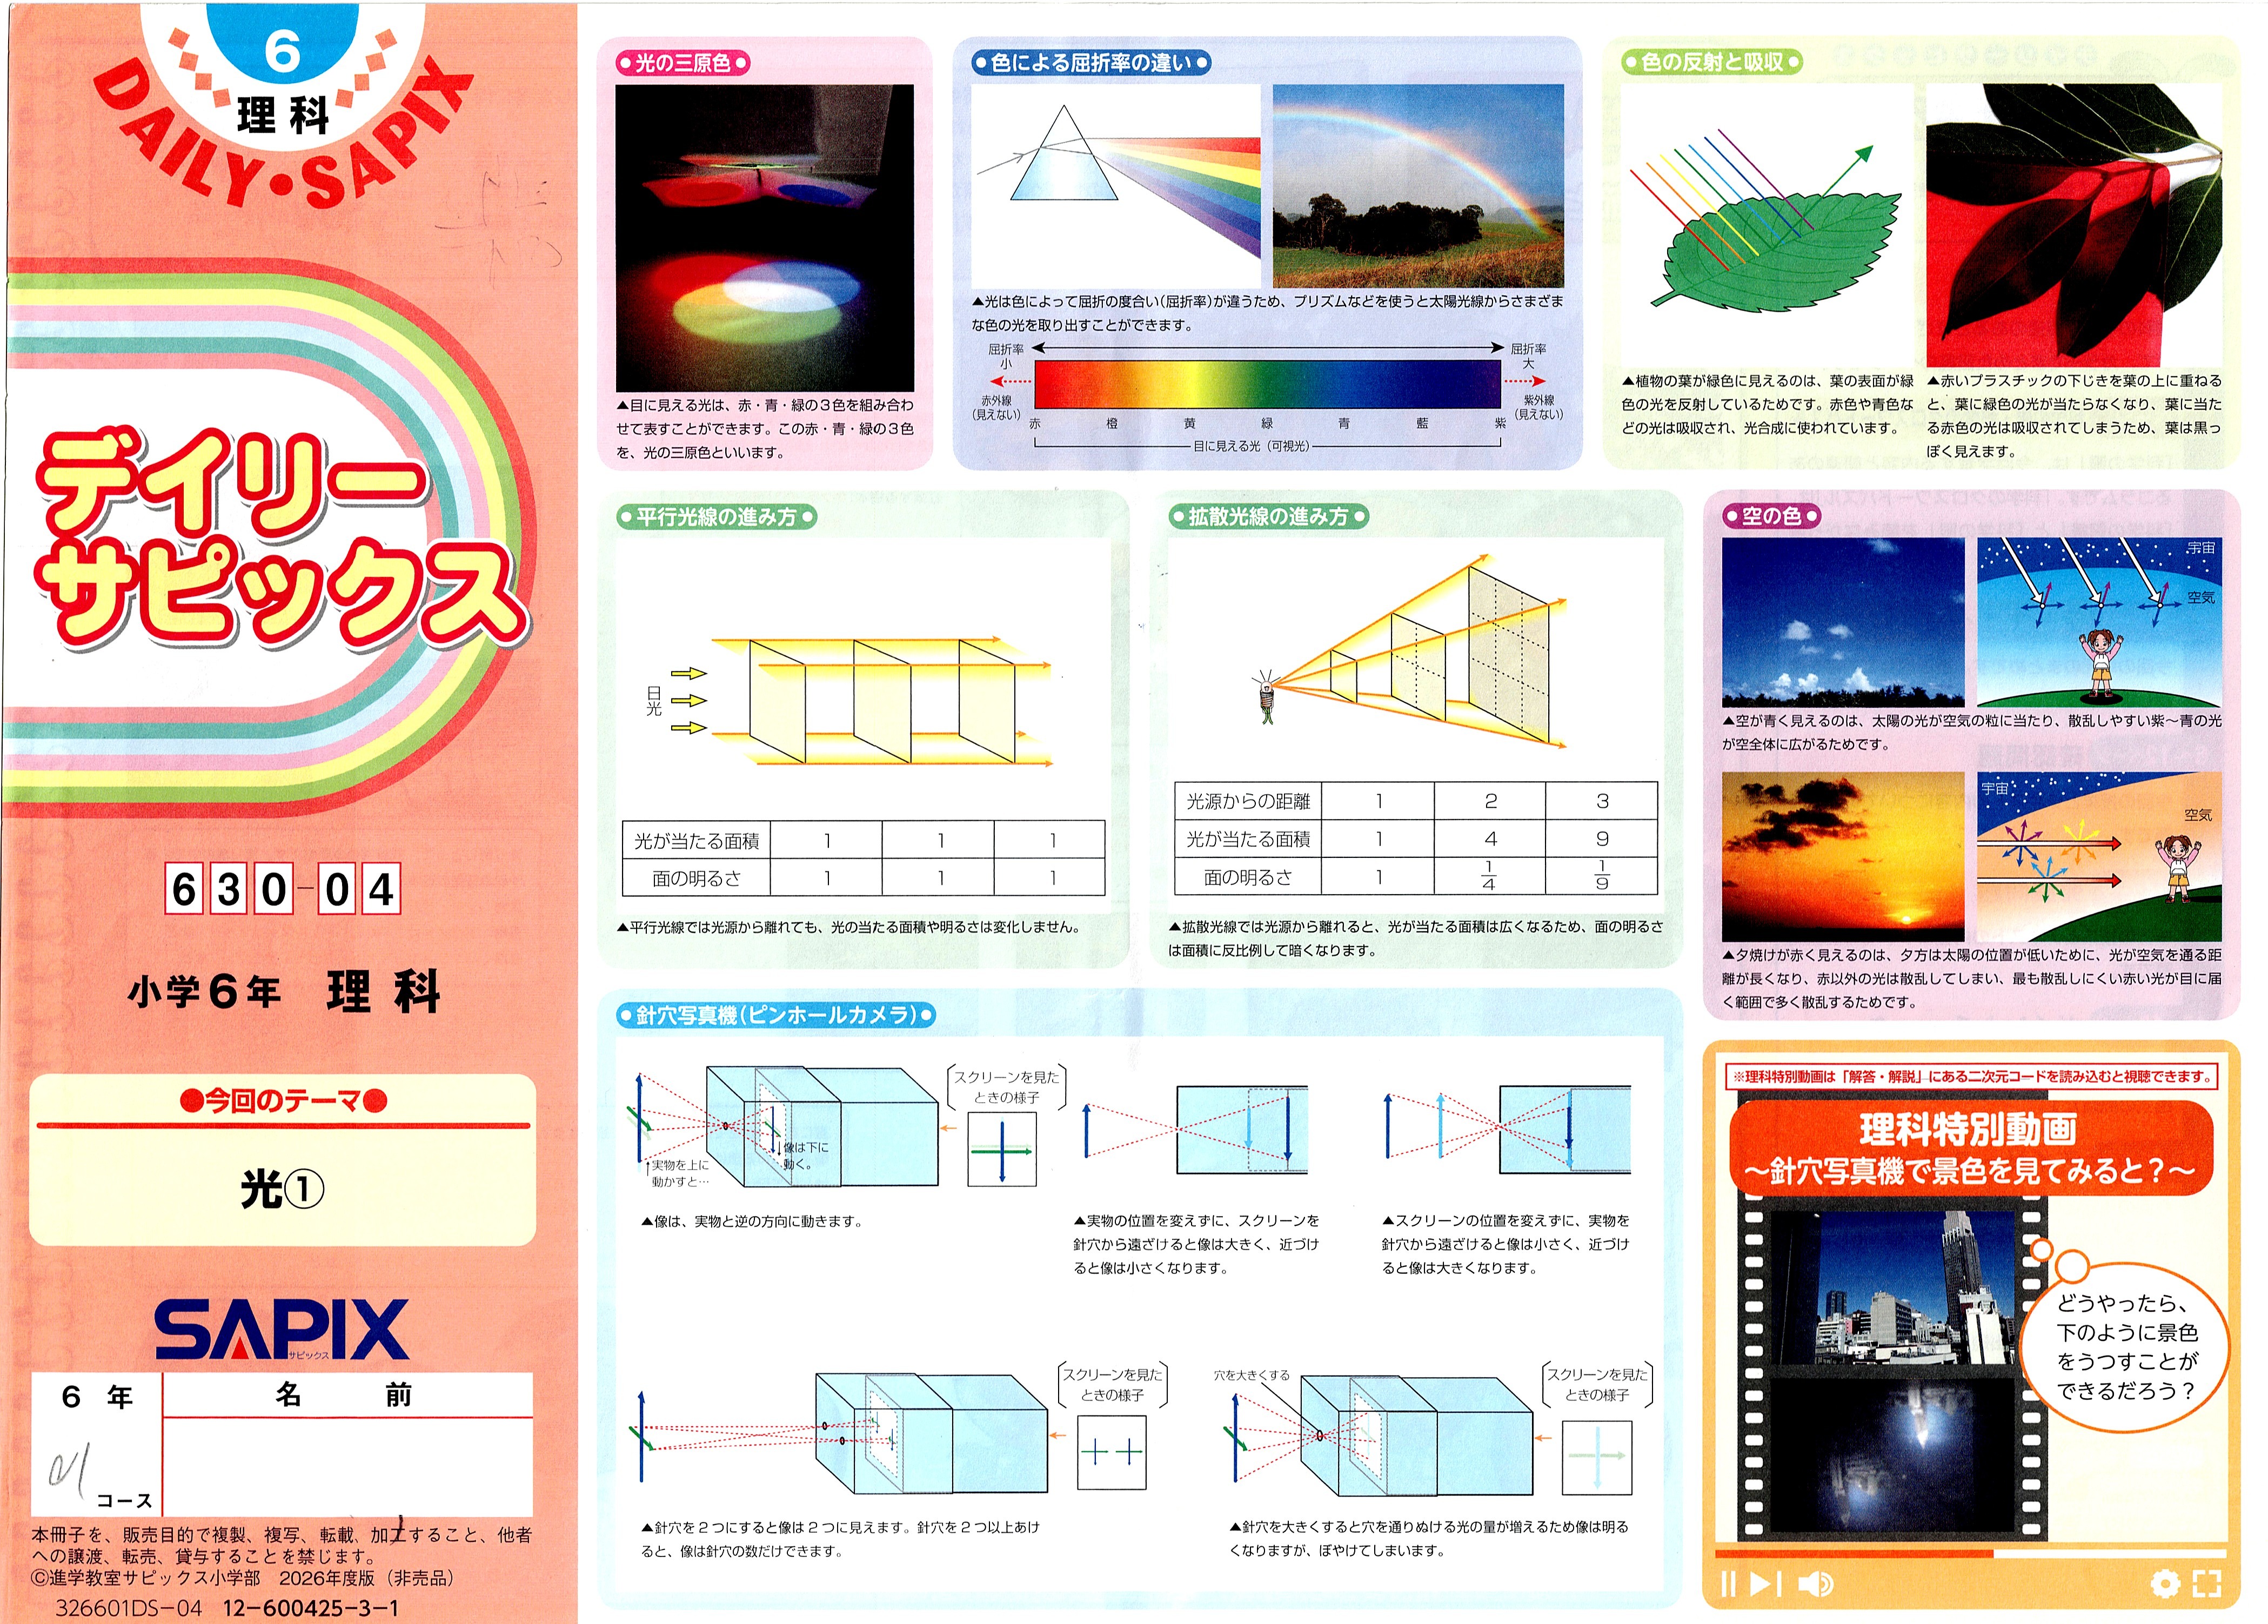 6
理科
DAILY・SAPIX
デイリー
サピックス
630-04
小学6年 理科
●今回のテーマ●
光①
SAPIX
サピックス
6年
名前
コース
本冊子を、販売目的で複製、複写、転載、加工すること、他者
への譲渡、転売、貸与することを禁じます。
©進学教室サピックス小学部 2026年度版(非売品)
326601DS-04 12-600425-3-1
●光の三原色●
▲目に見える光は、赤・青・緑の3色を組み合わ
せて表すことができます。この赤・青・緑の3色
を、光の三原色といいます。
●色による屈折率の違い●
▲光は色によって屈折の度合い(屈折率)が違うため、プリズムなどを使うと太陽光線からさまざま
な色の光を取り出すことができます。
屈折率
小
屈折率
大
赤外線
(見えない)
紫外線
(見えない)
赤 橙 黄 緑 青 藍 紫
目に見える光(可視光)
●色の反射と吸収●
▲植物の葉が緑色に見えるのは、葉の表面が緑
色の光を反射しているためです。赤色や青色な
どの光は吸収され、光合成に使われています。
▲赤いプラスチックの下じきを葉の上に重ねる
と、葉に緑色の光が当たらなくなり、葉に当た
る赤色の光は吸収されてしまうため、葉は黒っ
ぽく見えます。
●平行光線の進み方●
日光
光が当たる面積 1 1 1
面の明るさ 1 1 1
▲平行光線では光源から離れても、光の当たる面積や明るさは変化しません。
●拡散光線の進み方●
光源からの距離 1 2 3
光が当たる面積 1 4 9
面の明るさ 1 1/4 1/9
▲拡散光線では光源から離れると、光が当たる面積は広くなるため、面の明るさ
は面積に反比例して暗くなります。
●空の色●
宇宙
空気
▲空が青く見えるのは、太陽の光が空気の粒に当たり、散乱しやすい紫〜青の光
が空全体に広がるためです。
宇宙
空気
▲夕焼けが赤く見えるのは、夕方は太陽の位置が低いために、光が空気を通る距
離が長くなり、赤以外の光は散乱してしまい、最も散乱しにくい赤い光が目に届
く範囲で多く散乱するためです。
●針穴写真機(ピンホールカメラ)●
実物を上に
動かすと…
像は下に
動く。
スクリーンを見た
ときの様子
▲像は、実物と逆の方向に動きます。
▲実物の位置を変えずに、スクリーンを
針穴から遠ざけると像は大きく、近づけ
ると像は小さくなります。
▲スクリーンの位置を変えずに、実物を
針穴から遠ざけると像は小さく、近づけ
ると像は大きくなります。
スクリーンを見た
ときの様子
▲針穴を2つにすると像は2つに見えます。針穴を2つ以上あけ
ると、像は針穴の数だけできます。
穴を大きくする
スクリーンを見た
ときの様子
▲針穴を大きくすると穴を通りぬける光の量が増えるため像は明る
くなりますが、ぼやけてしまいます。
※理科特別動画は「解答・解説」にある二次元コードを読み込むと視聴できます。
理科特別動画
〜針穴写真機で景色を見てみると?〜
どうやったら、
下のように景色
をうつすことが
できるだろう?